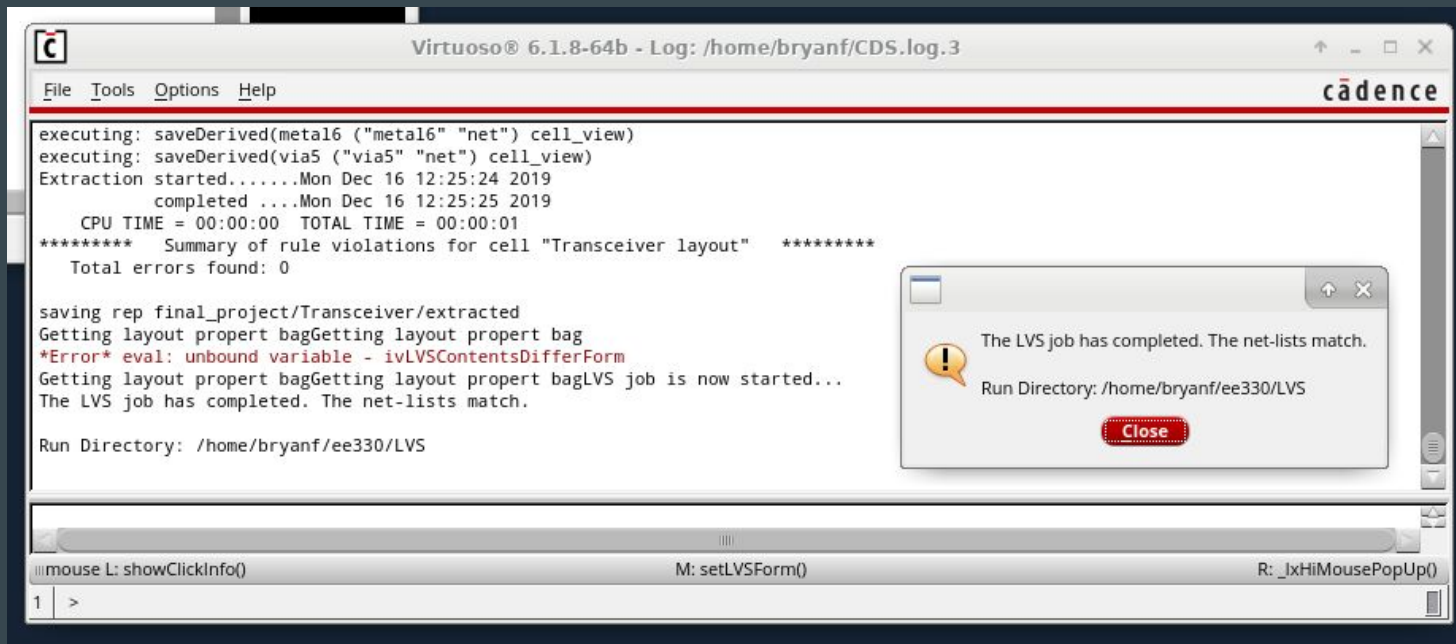 Virtuoso® 6.1.8-64b - Log: /home/bryanf/CDS.log.3
File Tools Options Help
cādence
executing: saveDerived(metal6 ("metal6" "net") cell_view)
executing: saveDerived(via5 ("via5" "net") cell_view)
Extraction started.......Mon Dec 16 12:25:24 2019
completed ....Mon Dec 16 12:25:25 2019
CPU TIME = 00:00:00 TOTAL TIME = 00:00:01
********* Summary of rule violations for cell "Transceiver layout" *********
Total errors found: 0
saving rep final_project/Transceiver/extracted
Getting layout propert bagGetting layout propert bag
*Error* eval: unbound variable - ivLVSContentsDifferForm
Getting layout propert bagGetting layout propert bagLVS job is now started...
The LVS job has completed. The net-lists match.
Run Directory: /home/bryanf/ee330/LVS
The LVS job has completed. The net-lists match.
Run Directory: /home/bryanf/ee330/LVS
Close
mouse L: showClickInfo() M: setLVSForm() R: _lxHiMousePopUp()
1 >